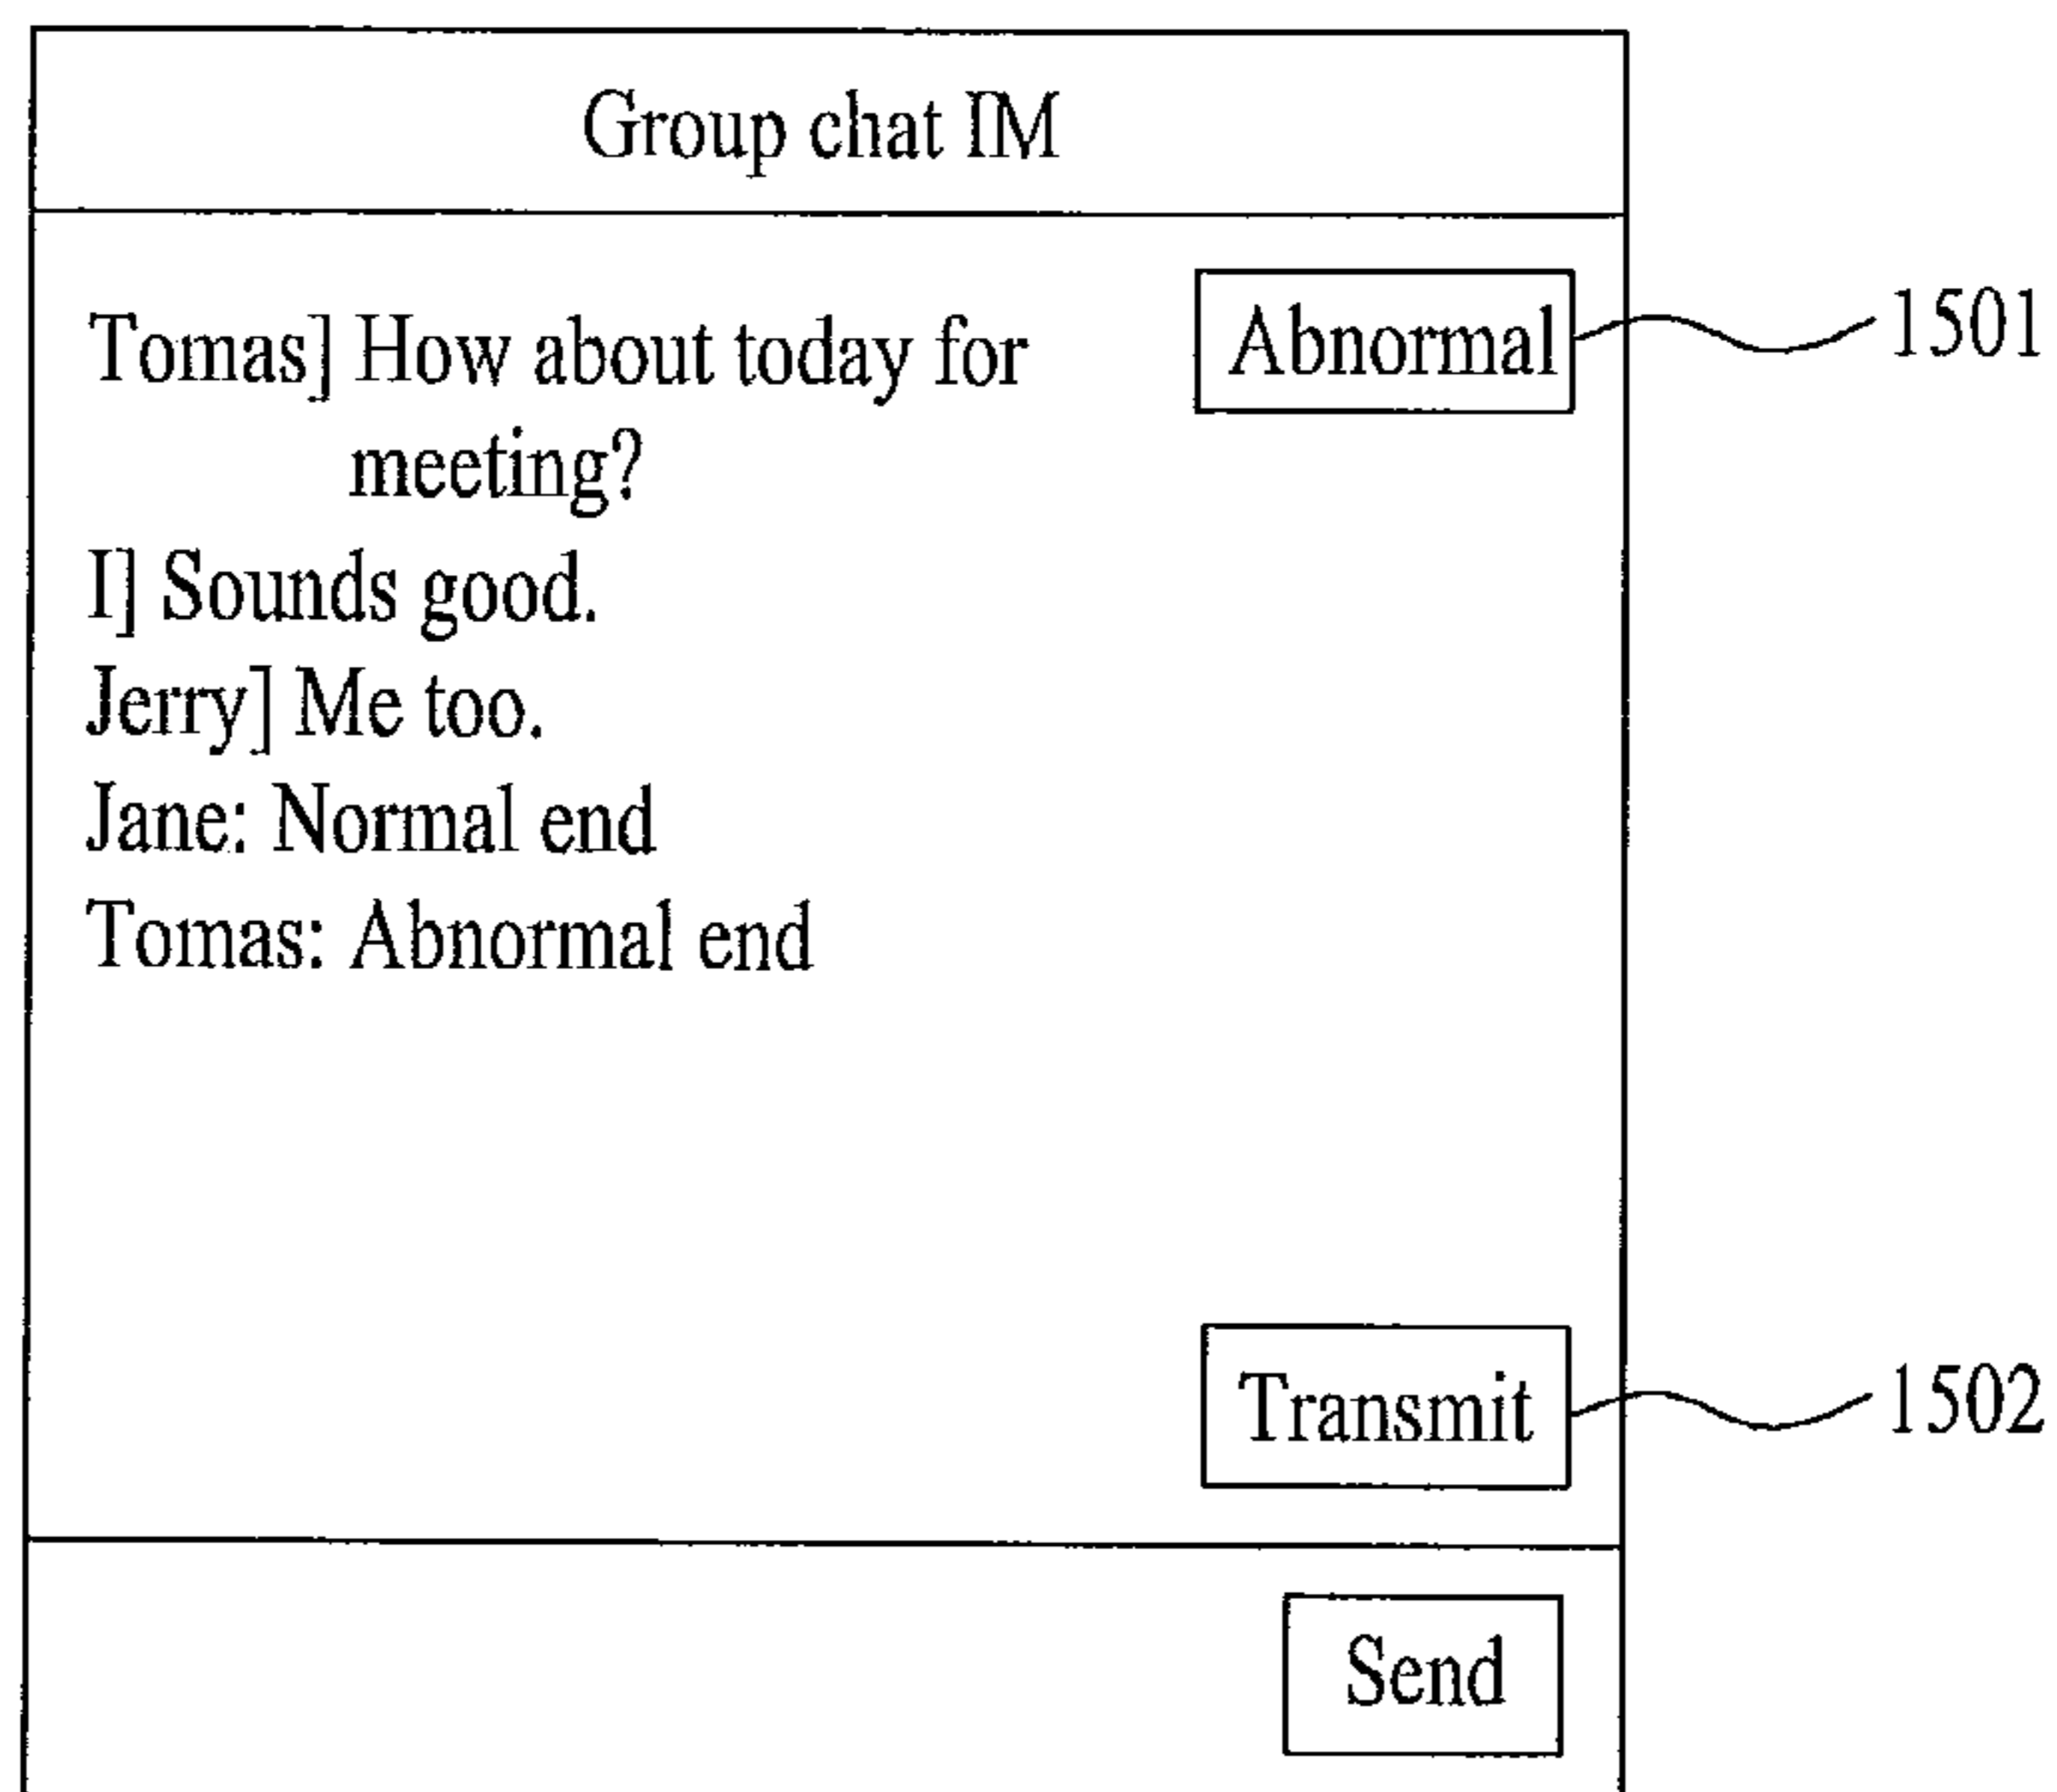 Group chat IM
Abnormal
1501
Tomas] How about today for
meeting?
I] Sounds good.
Jerry] Me too.
Jane: Normal end
Tomas: Abnormal end
Transmit
1502
Send